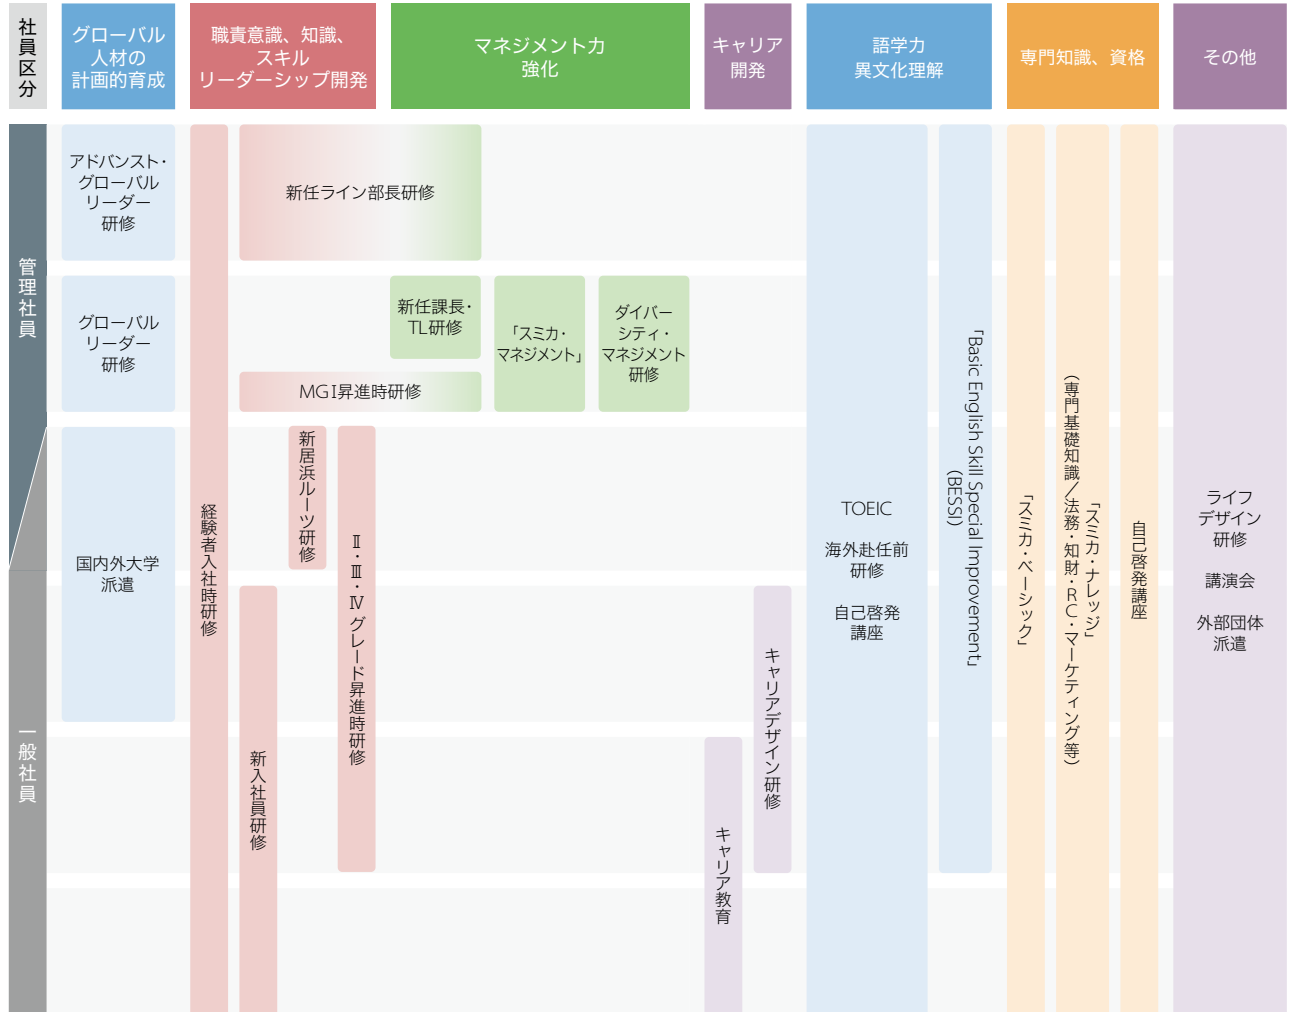 社員区分
グローバル
人材の
計画的育成
職責意識、知識、
スキル
リーダーシップ開発
マネジメント力
強化
キャリア
開発
語学力
異文化理解
専門知識、資格
その他
管理社員
一般社員
アドバンスト・
グローバル
リーダー
研修
グローバル
リーダー
研修
国内外大学
派遣
経験者入社時研修
新任ライン部長研修
新任課長・
TL研修
MGⅠ昇進時研修
新居浜ルーツ研修
Ⅱ・Ⅲ・Ⅳグレード昇進時研修
新入社員研修
「スミカ・
マネジメント」
ダイバー
シティ・
マネジメント
研修
キャリア教育
キャリアデザイン研修
TOEIC
海外赴任前
研修
自己啓発
講座
「Basic English Skill Special Improvement」
(BESSI)
「スミカ・ベーシック」
「スミカ・ナレッジ」
（専門基礎知識／法務・知財・RC・マーケティング等）
自己啓発講座
ライフ
デザイン
研修
講演会
外部団体
派遣